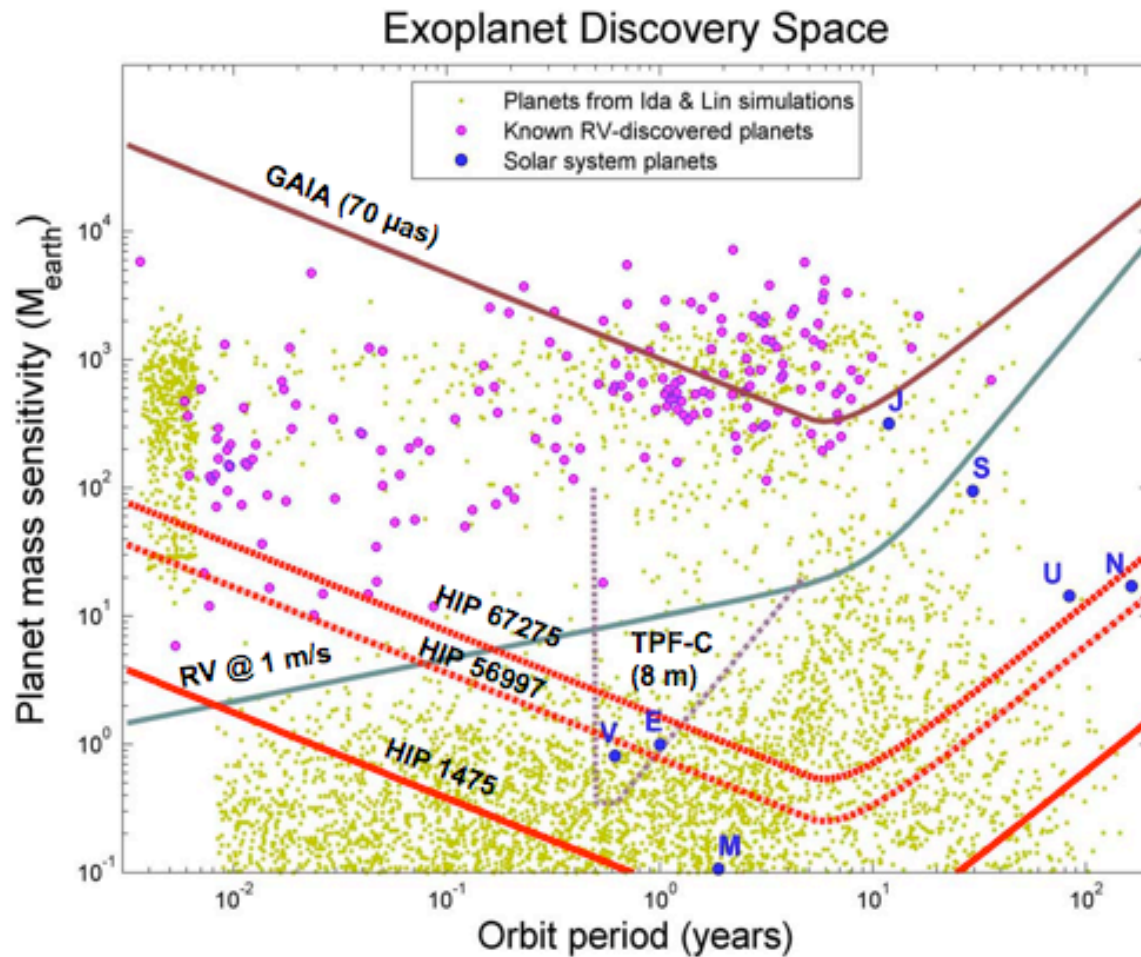 Exoplanet Discovery Space
Planets from Ida & Lin simulations
Known RV-discovered planets
Solar system planets
GAIA (70 µas)
Planet mass sensitivity (M_earth)
10^4
10^3
10^2
10^1
10^0
10^-1
J
S
U
N
HIP 67275
RV @ 1 m/s
HIP 56997
TPF-C
(8 m)
V
E
HIP 1475
M
10^-2
10^-1
10^0
10^1
10^2
Orbit period (years)